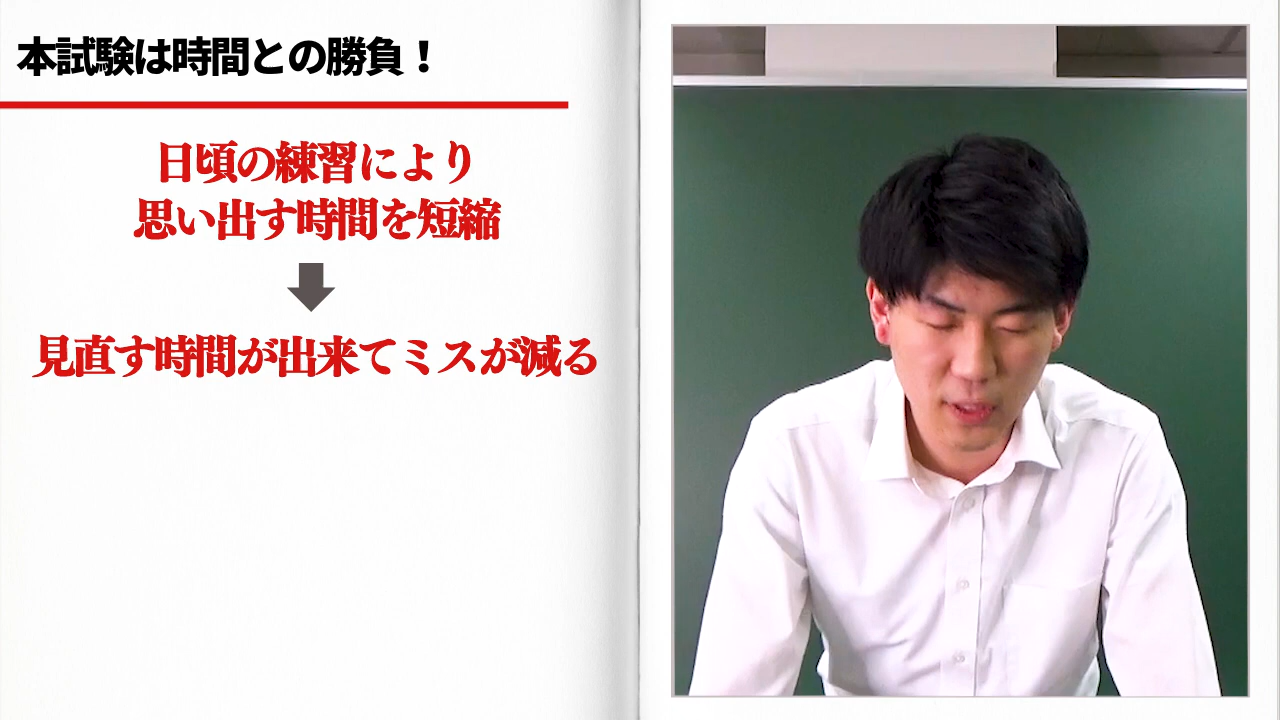 本試験は時間との勝負！
日頃の練習により
思い出す時間を短縮
見直す時間が出来てミスが減る